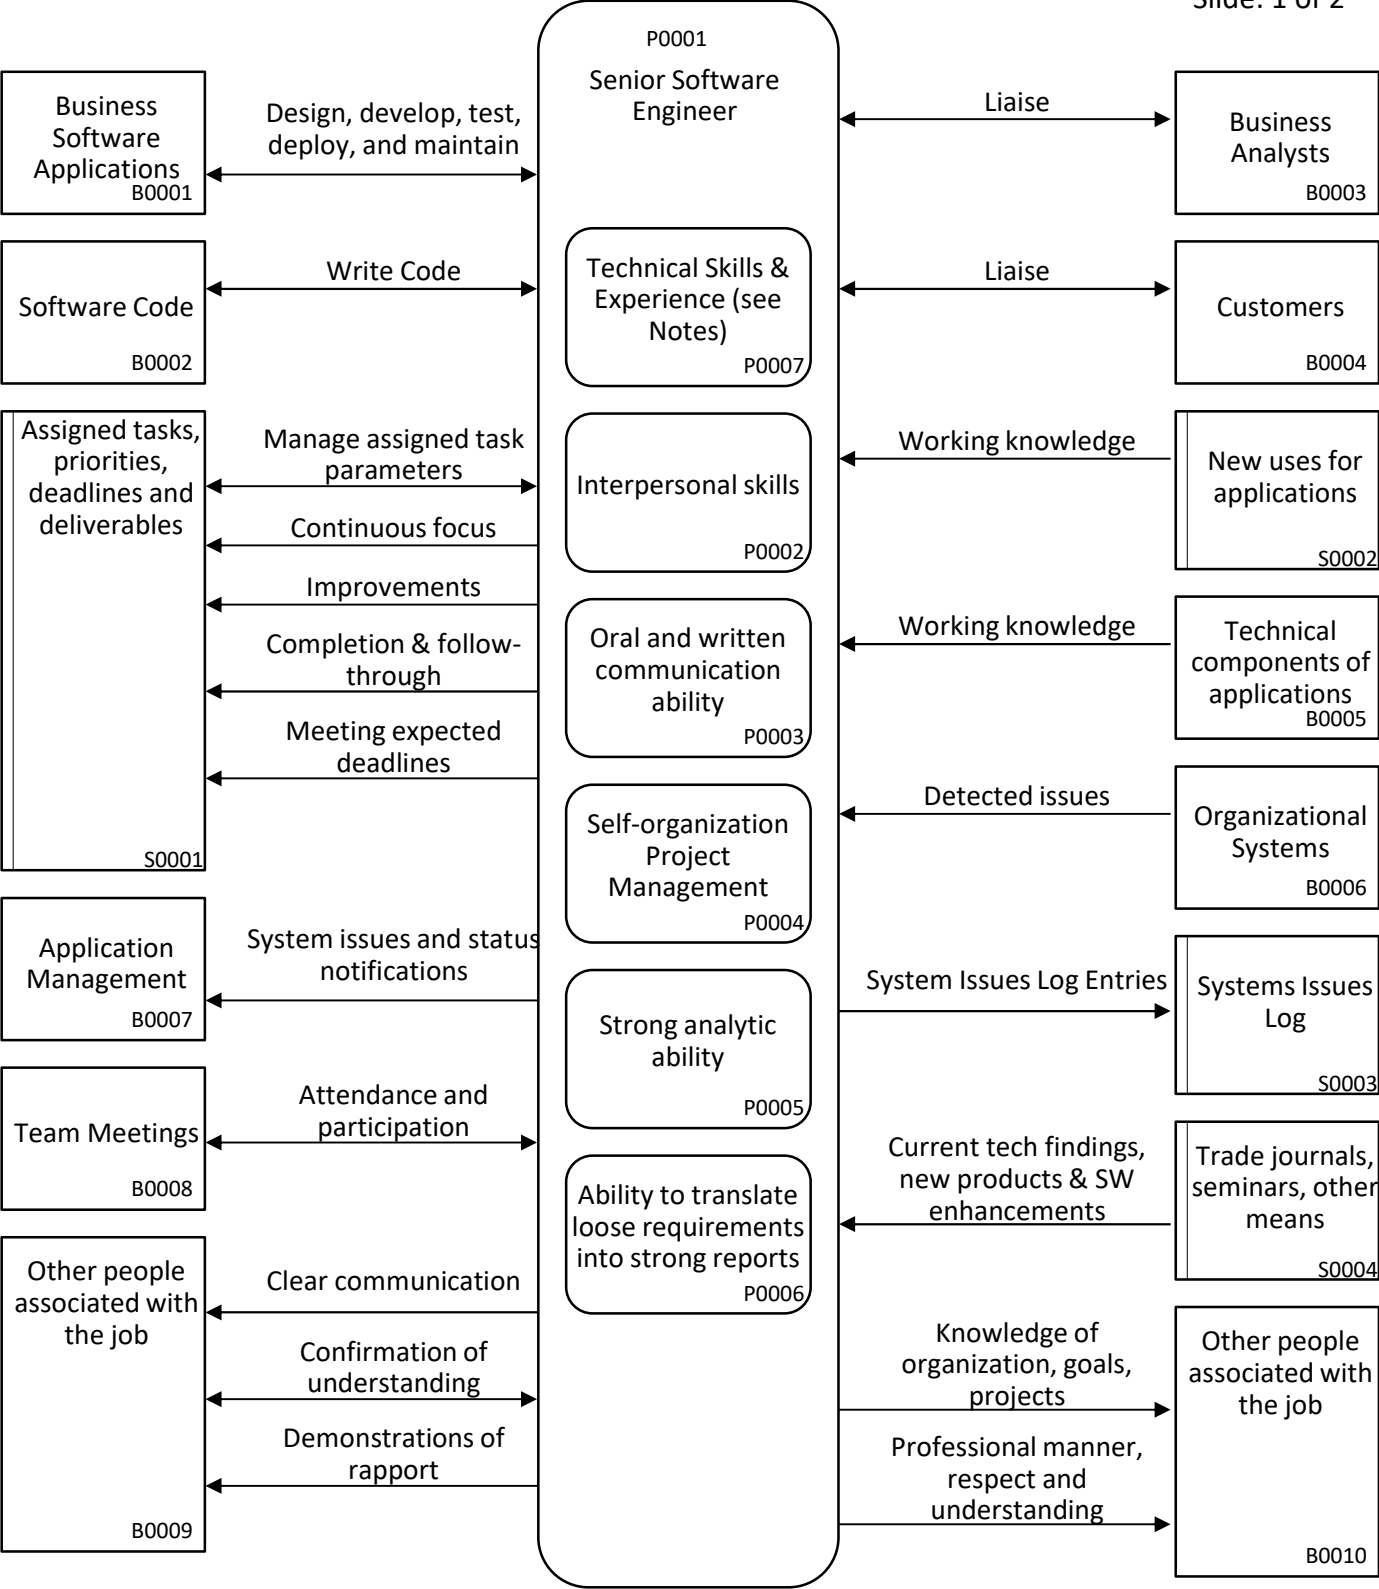 Slide: 1 of 2
P0001
Senior Software
Engineer
Business
Software
Applications
B0001
Design, develop, test,
deploy, and maintain
Liaise
Business
Analysts
B0003
Software Code
B0002
Write Code
Technical Skills &
Experience (see
Notes)
P0007
Liaise
Customers
B0004
Assigned tasks,
priorities,
deadlines and
deliverables
S0001
Manage assigned task
parameters
Continuous focus
Improvements
Completion & follow-
through
Meeting expected
deadlines
Interpersonal skills
P0002
Working knowledge
New uses for
applications
S0002
Oral and written
communication
ability
P0003
Working knowledge
Technical
components of
applications
B0005
Self-organization
Project
Management
P0004
Detected issues
Organizational
Systems
B0006
Application
Management
B0007
System issues and status
notifications
Strong analytic
ability
P0005
System Issues Log Entries
Systems Issues
Log
S0003
Team Meetings
B0008
Attendance and
participation
Ability to translate
loose requirements
into strong reports
P0006
Current tech findings,
new products & SW
enhancements
Trade journals,
seminars, other
means
S0004
Other people
associated with
the job
B0009
Clear communication
Confirmation of
understanding
Demonstrations of
rapport
Knowledge of
organization, goals,
projects
Professional manner,
respect and
understanding
Other people
associated with
the job
B0010